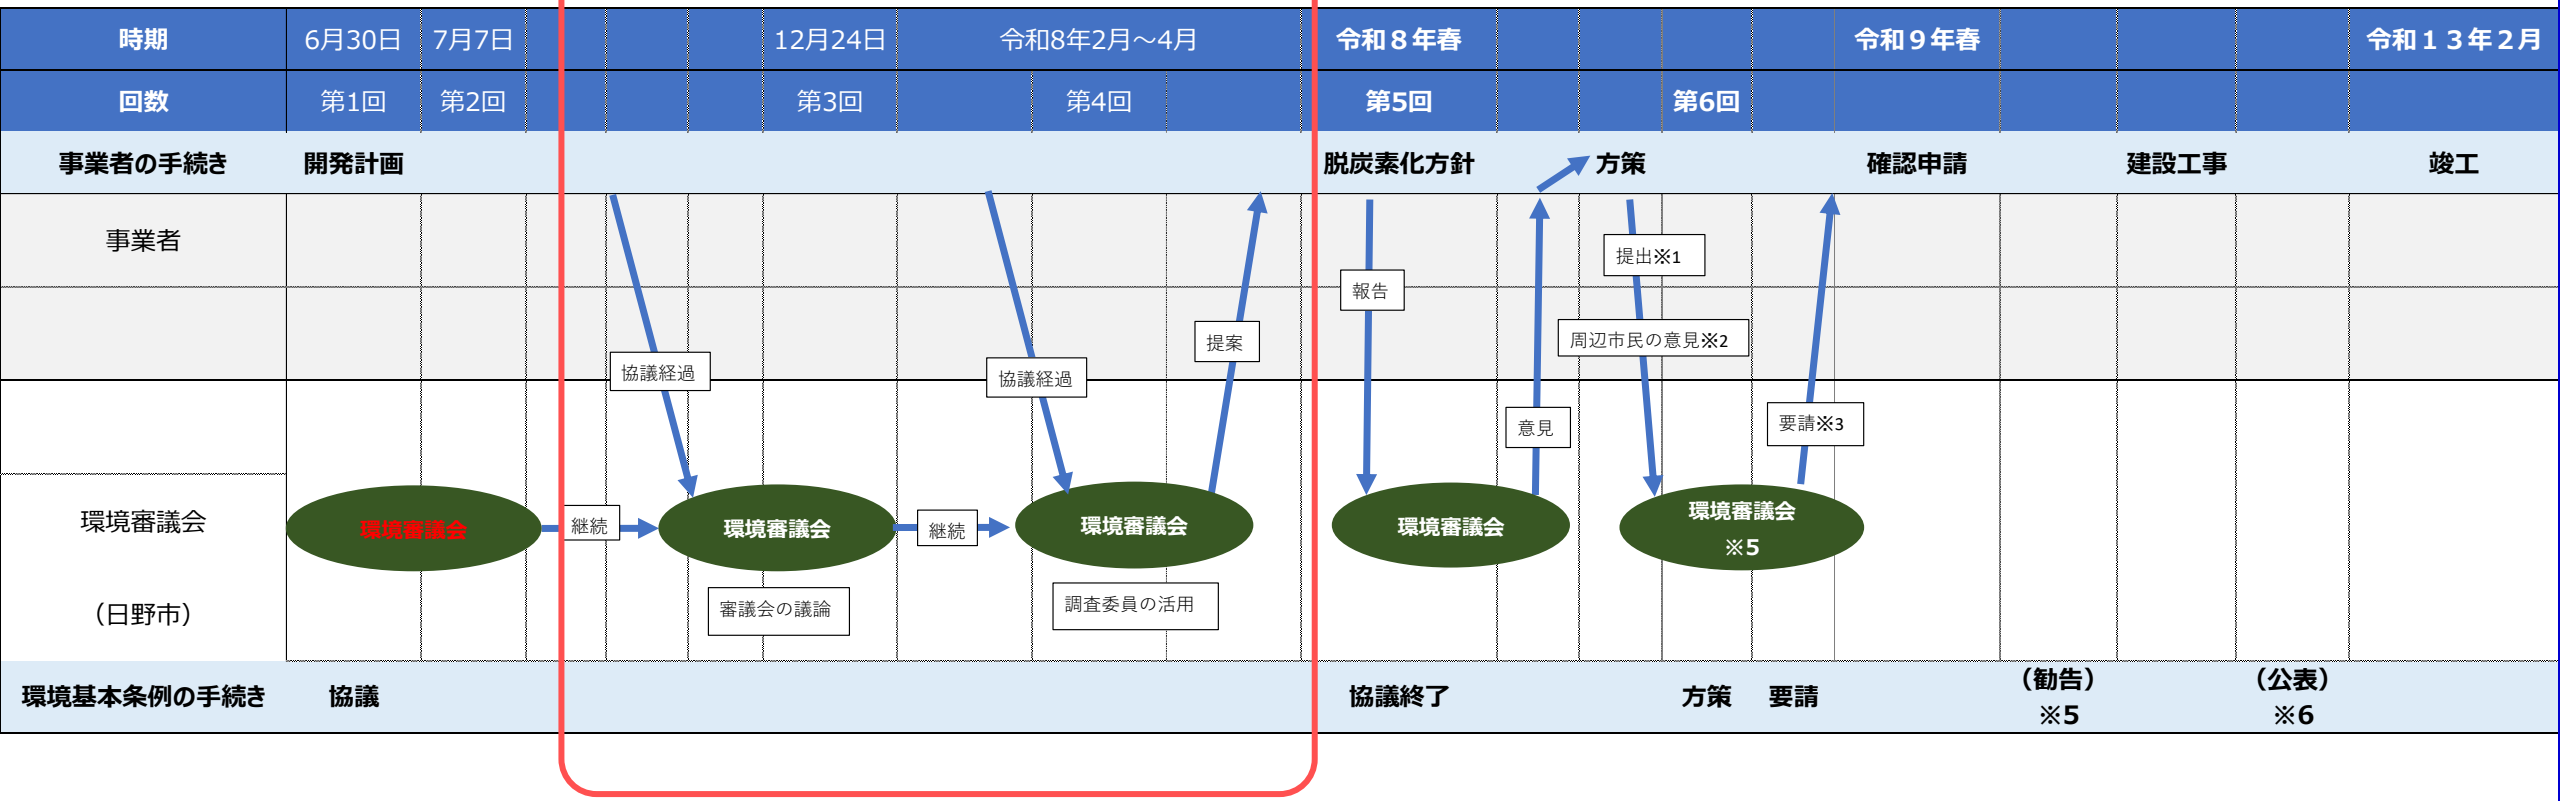 時期 6月30日 7月7日 12月24日 令和8年2月～4月 令和８年春 令和９年春 令和１３年２月
回数 第1回 第2回 第3回 第4回 第5回 第6回
事業者の手続き 開発計画 脱炭素化方針 方策 確認申請 建設工事 竣工
事業者
提出※1
報告
周辺市民の意見※2
提案
協議経過
協議経過
意見
要請※3
環境審議会
環境審議会
継続
環境審議会
継続
環境審議会
環境審議会
環境審議会
※5
（日野市）
審議会の議論
調査委員の活用
環境基本条例の手続き 協議 協議終了 方策 要請
（勧告）
※5
（公表）
※6